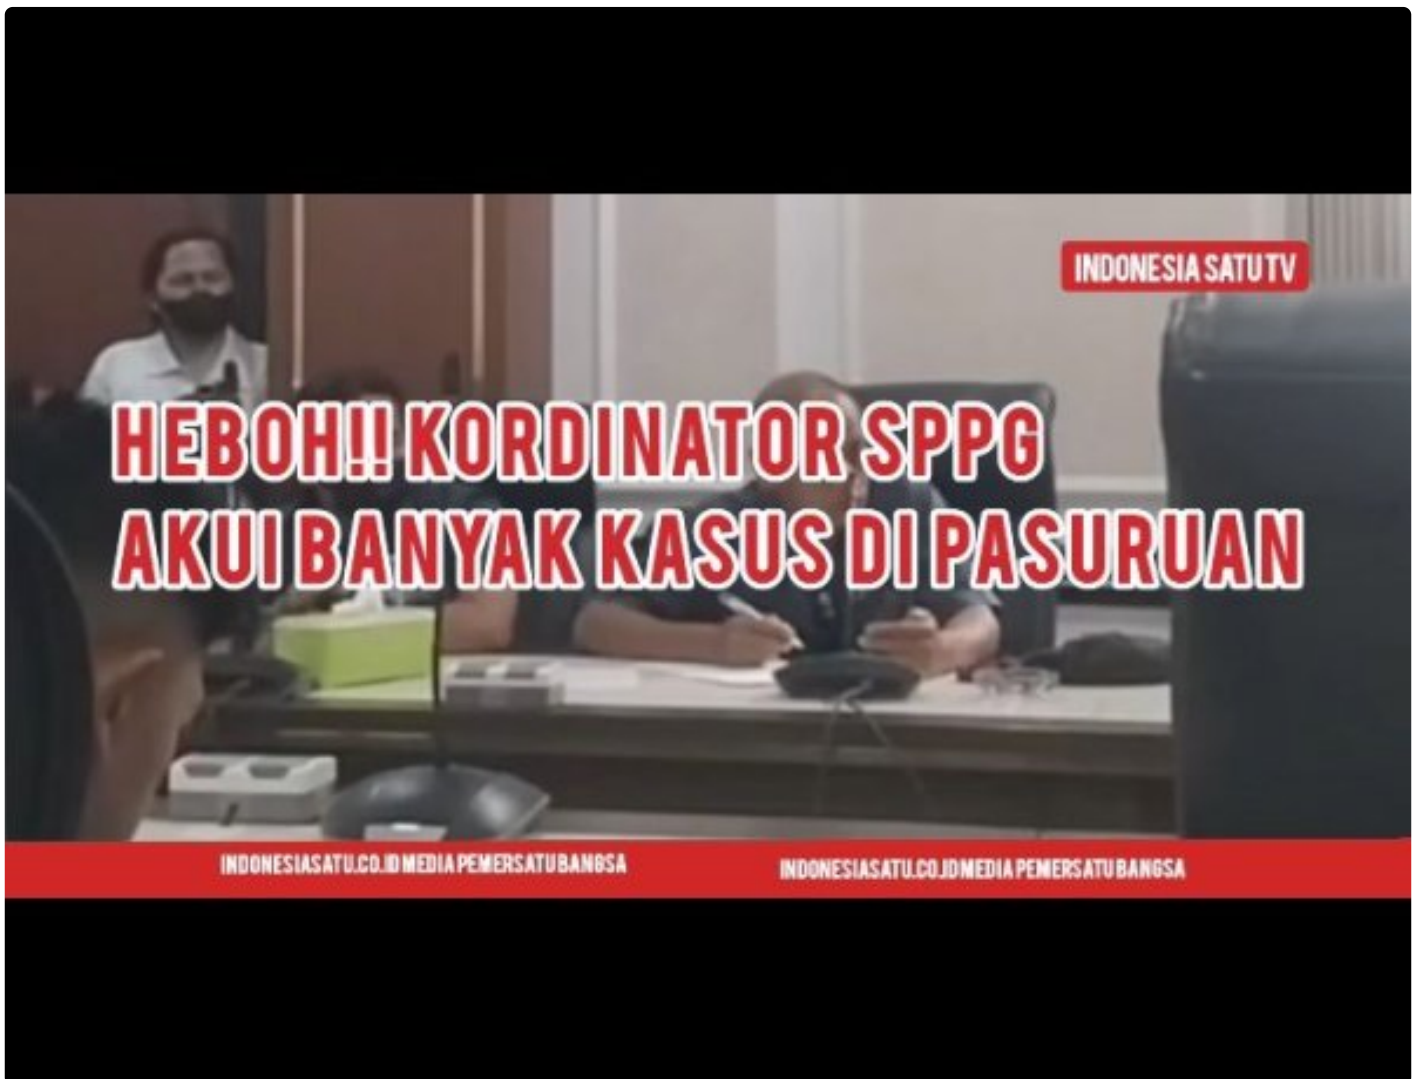 INDONESIA SATU TV
HEBOH!! KORDINATOR SPPG
AKUI BANYAK KASUS DI PASURUAN
INDONESIASATU.CO.ID MEDIA PEMERSATU BANGSA
INDONESIASATU.CO.ID MEDIA PEMERSATU BANGSA